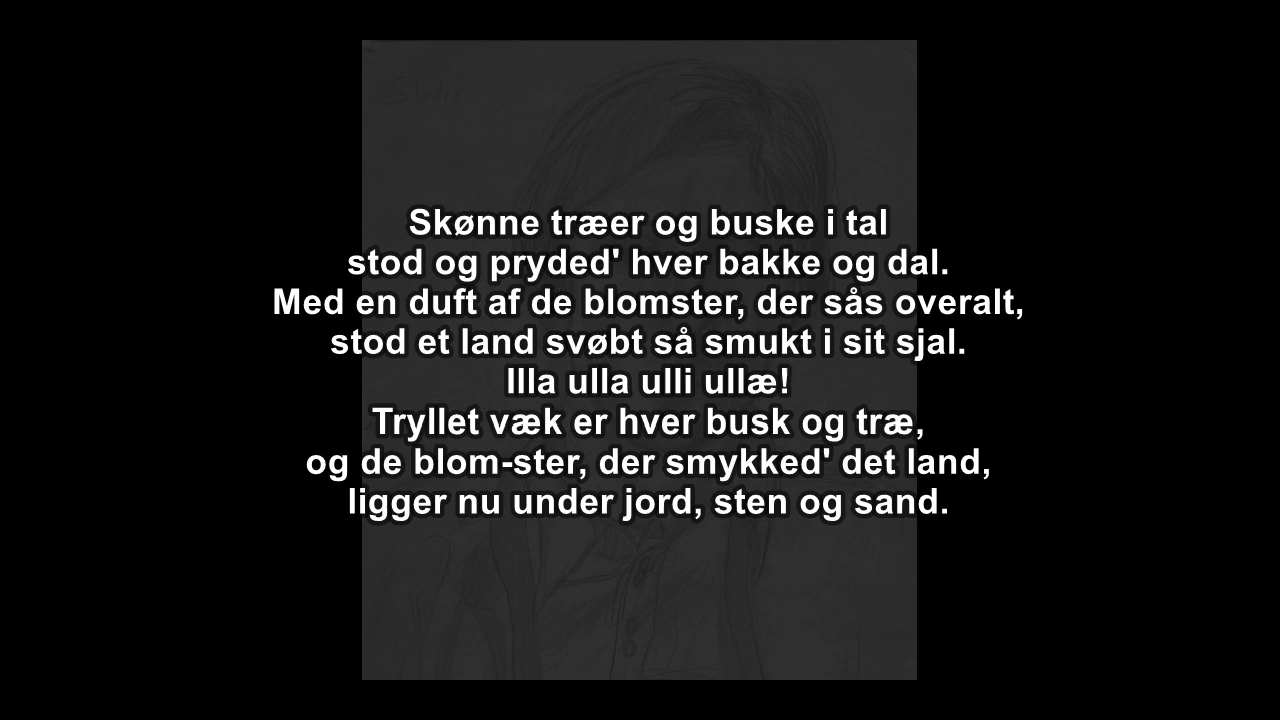 Skønne træer og buske i tal
stod og pryded' hver bakke og dal.
Med en duft af de blomster, der sås overalt,
stod et land svøbt så smukt i sit sjal.
Illa ulla ulli ullæ!
Tryllet væk er hver busk og træ,
og de blom-ster, der smykked' det land,
ligger nu under jord, sten og sand.